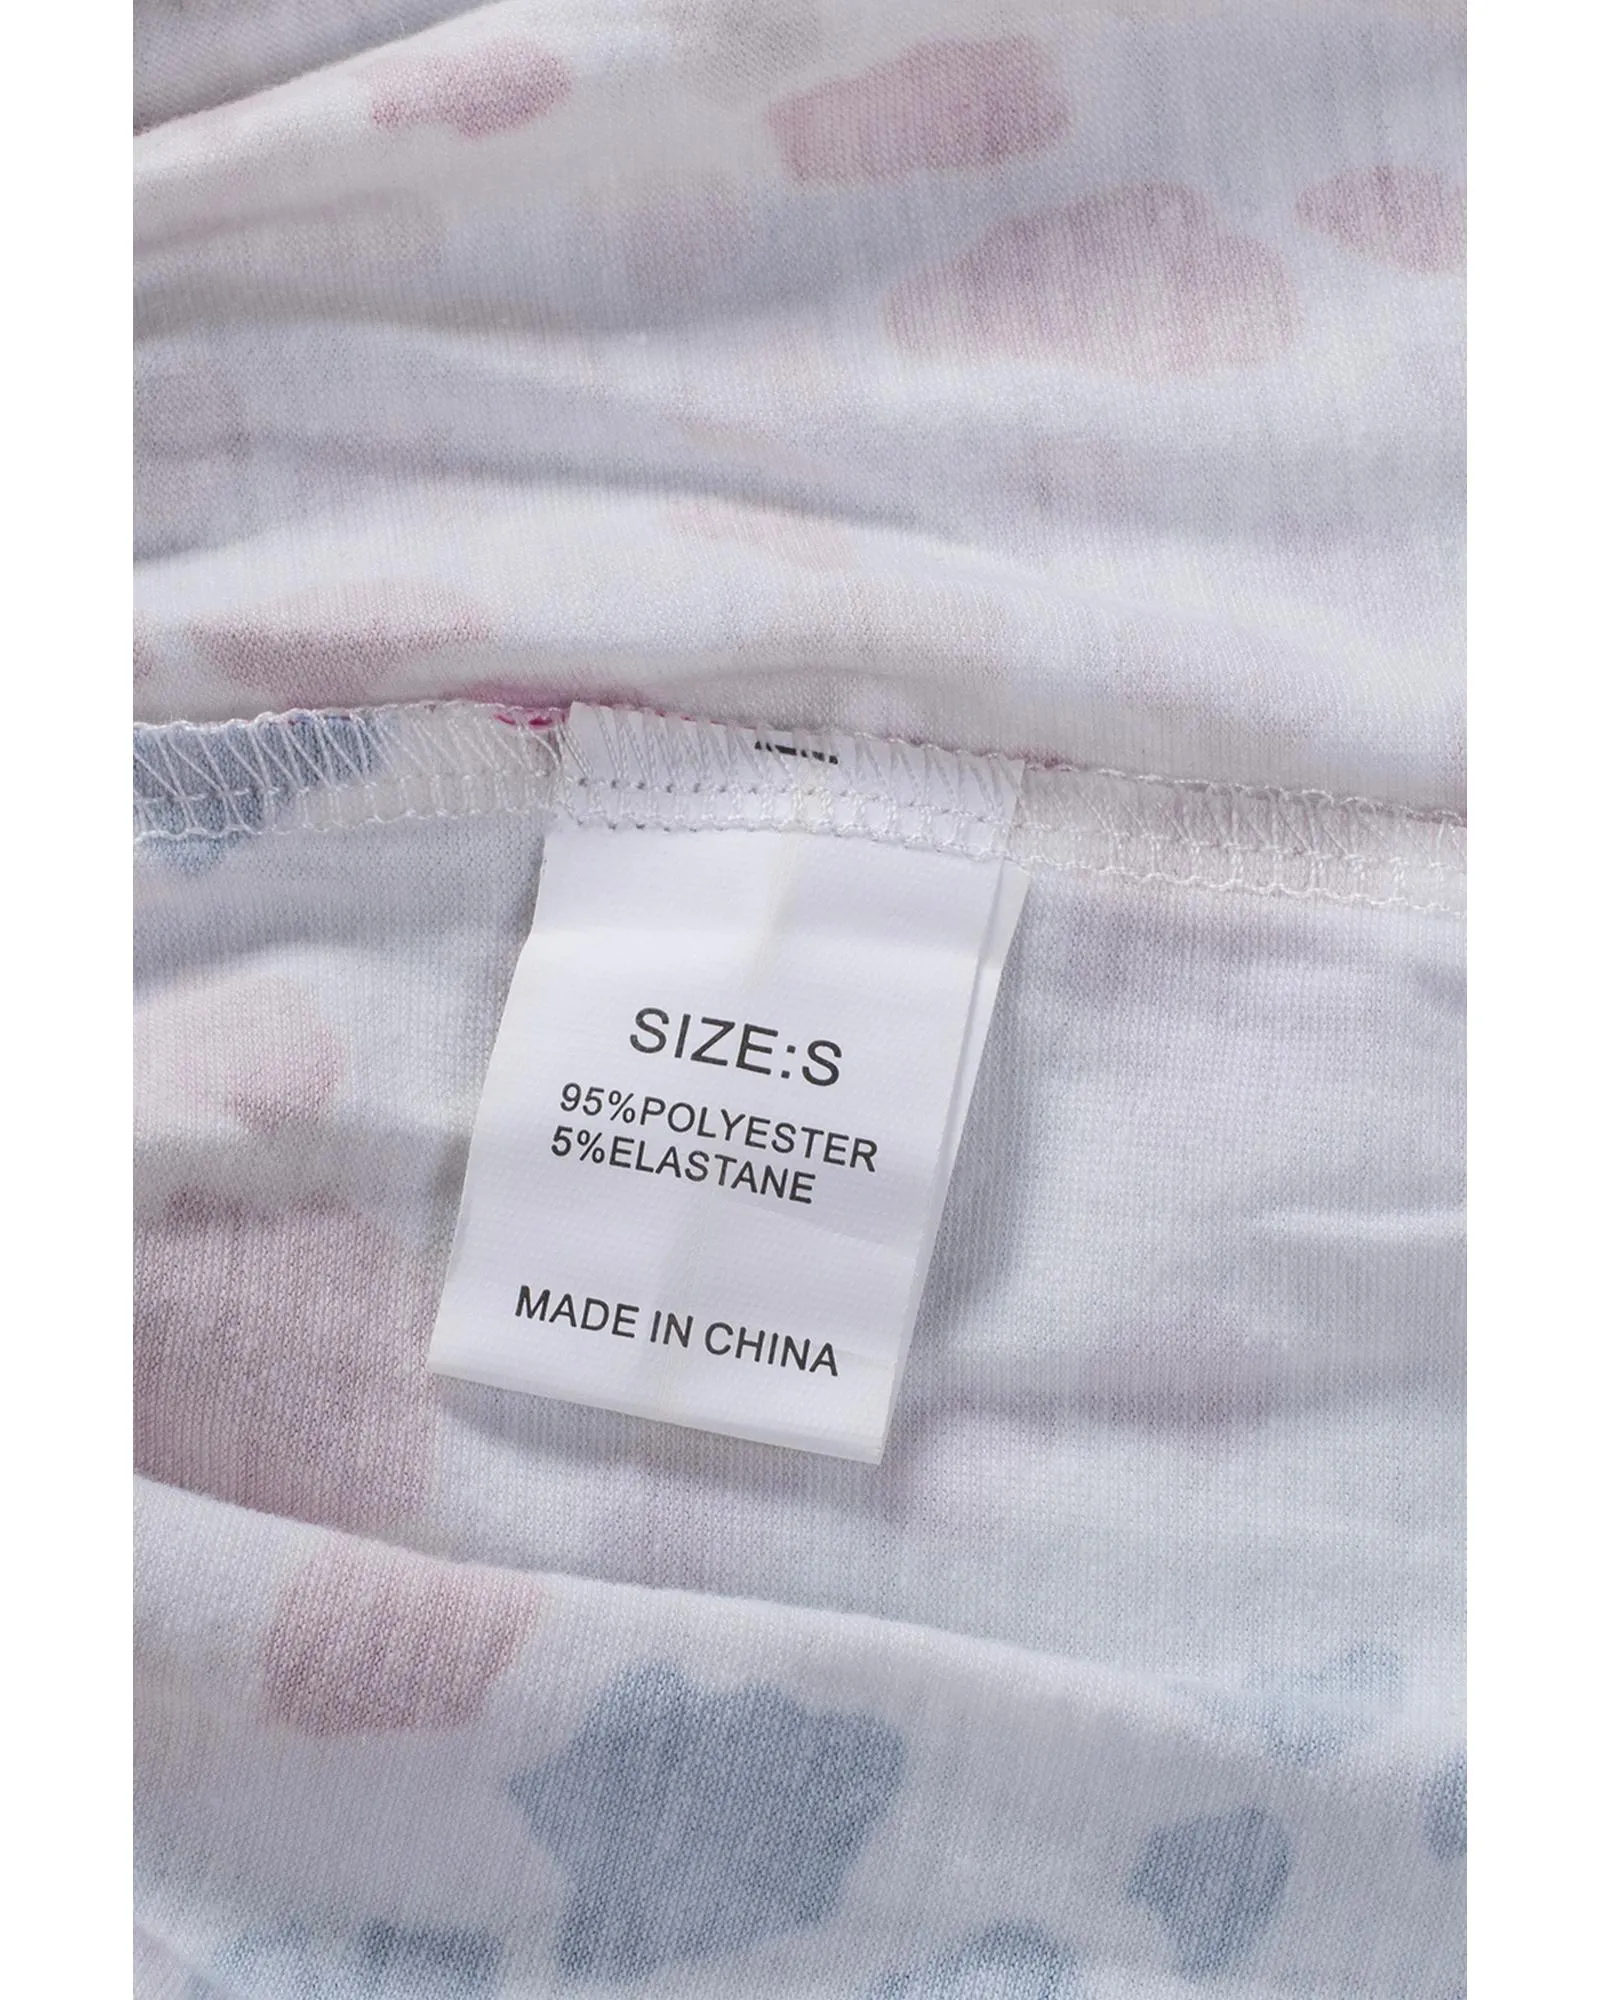 SIZE:S
95%POLYESTER
5%ELASTANE
MADE IN CHINA